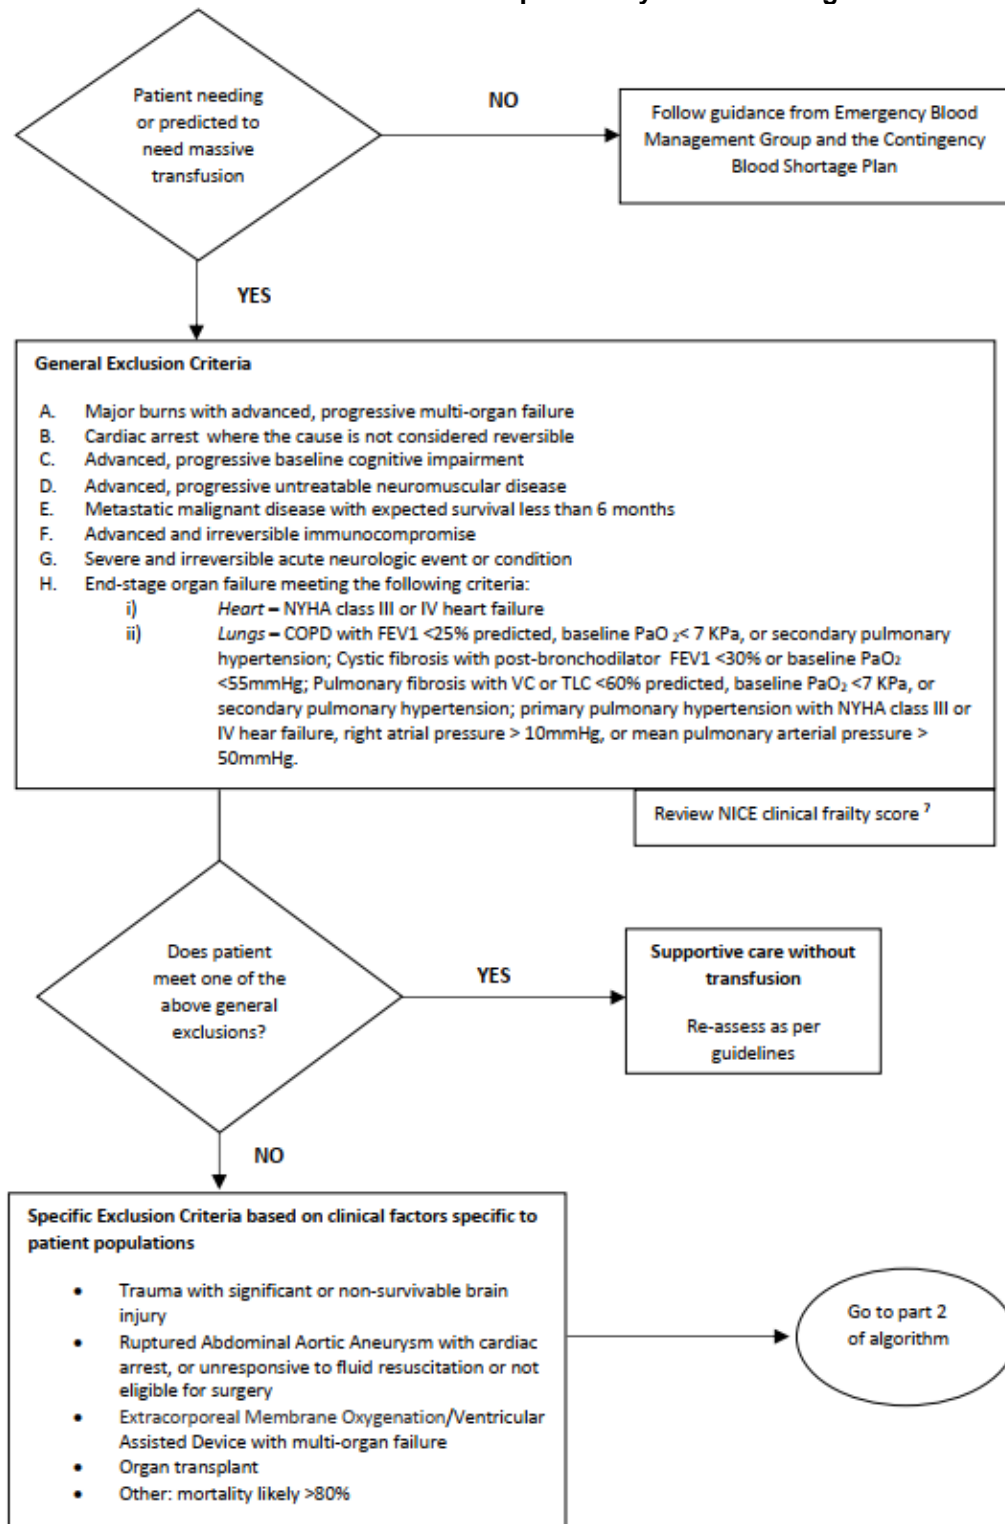 Patient needing
or predicted to
need massive
transfusion
NO
Follow guidance from Emergency Blood
Management Group and the Contingency
Blood Shortage Plan
YES
General Exclusion Criteria
A. Major burns with advanced, progressive multi-organ failure
B. Cardiac arrest where the cause is not considered reversible
C. Advanced, progressive baseline cognitive impairment
D. Advanced, progressive untreatable neuromuscular disease
E. Metastatic malignant disease with expected survival less than 6 months
F. Advanced and irreversible immunocompromise
G. Severe and irreversible acute neurologic event or condition
H. End-stage organ failure meeting the following criteria:
i) Heart – NYHA class III or IV heart failure
ii) Lungs – COPD with FEV1 <25% predicted, baseline PaO ₂< 7 KPa, or secondary pulmonary
hypertension; Cystic fibrosis with post-bronchodilator FEV1 <30% or baseline PaO₂
<55mmHg; Pulmonary fibrosis with VC or TLC <60% predicted, baseline PaO₂ <7 KPa, or
secondary pulmonary hypertension; primary pulmonary hypertension with NYHA class III or
IV hear failure, right atrial pressure > 10mmHg, or mean pulmonary arterial pressure >
50mmHg.
Review NICE clinical frailty score ⁷
Does patient
meet one of the
above general
exclusions?
YES
Supportive care without
transfusion
Re-assess as per
guidelines
NO
Specific Exclusion Criteria based on clinical factors specific to
patient populations
• Trauma with significant or non-survivable brain
injury
• Ruptured Abdominal Aortic Aneurysm with cardiac
arrest, or unresponsive to fluid resuscitation or not
eligible for surgery
• Extracorporeal Membrane Oxygenation/Ventricular
Assisted Device with multi-organ failure
• Organ transplant
• Other: mortality likely >80%
Go to part 2
of algorithm